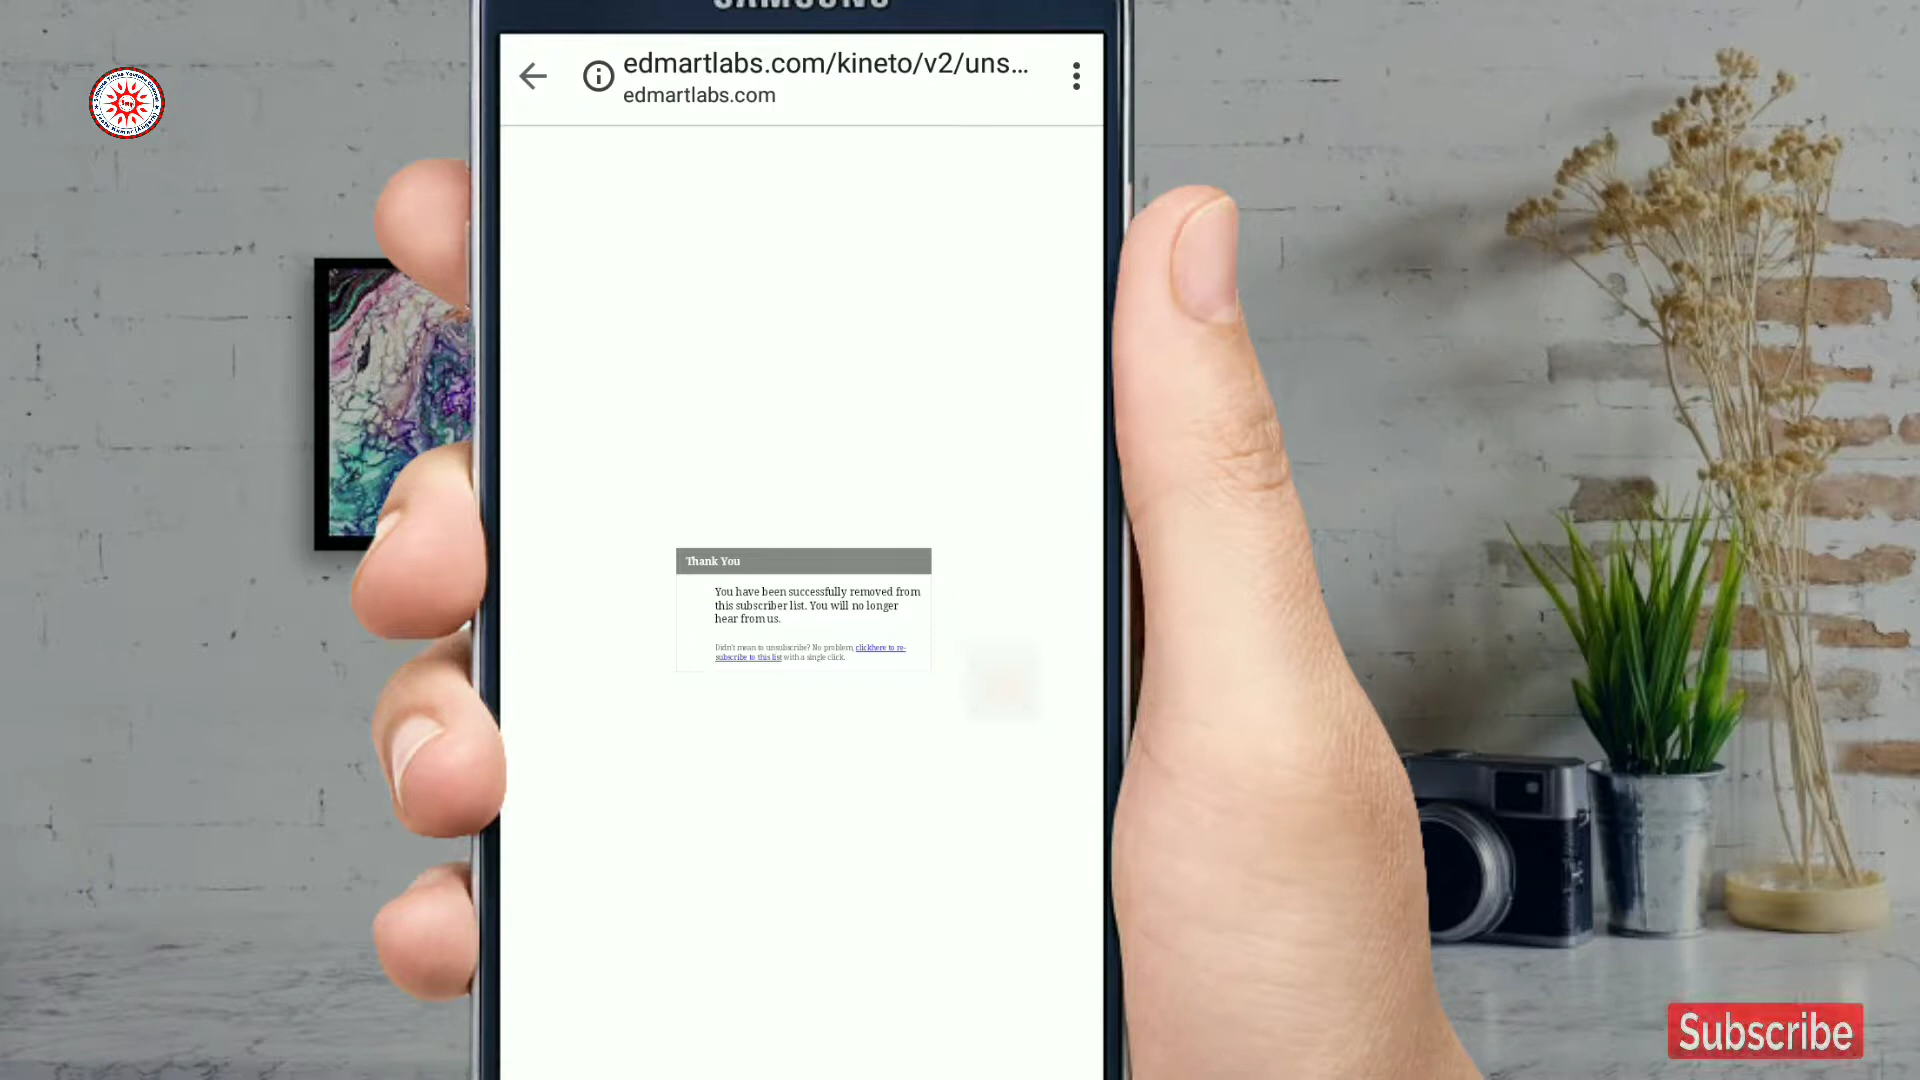 SAMSUNG
edmartlabs.com/kineto/v2/uns...
edmartlabs.com
Thank You
You have been successfully removed from
this subscriber list. You will no longer
hear from us.
Didn't mean to unsubscribe? No problem, clickhere to re-
subscribe to this list with a single click.
Subscribe